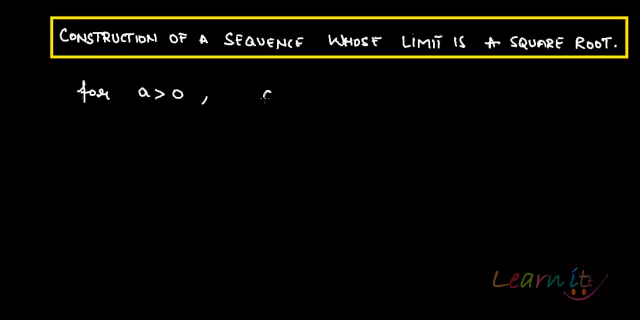 CONSTRUCTION OF A SEQUENCE WHOSE LIMIT IS A SQUARE ROOT.
for a > 0 ,
Learnit